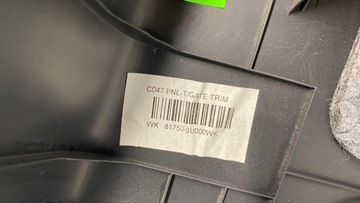 C047 PNL-T/GATE TRIM
WK 81750-3U000WK